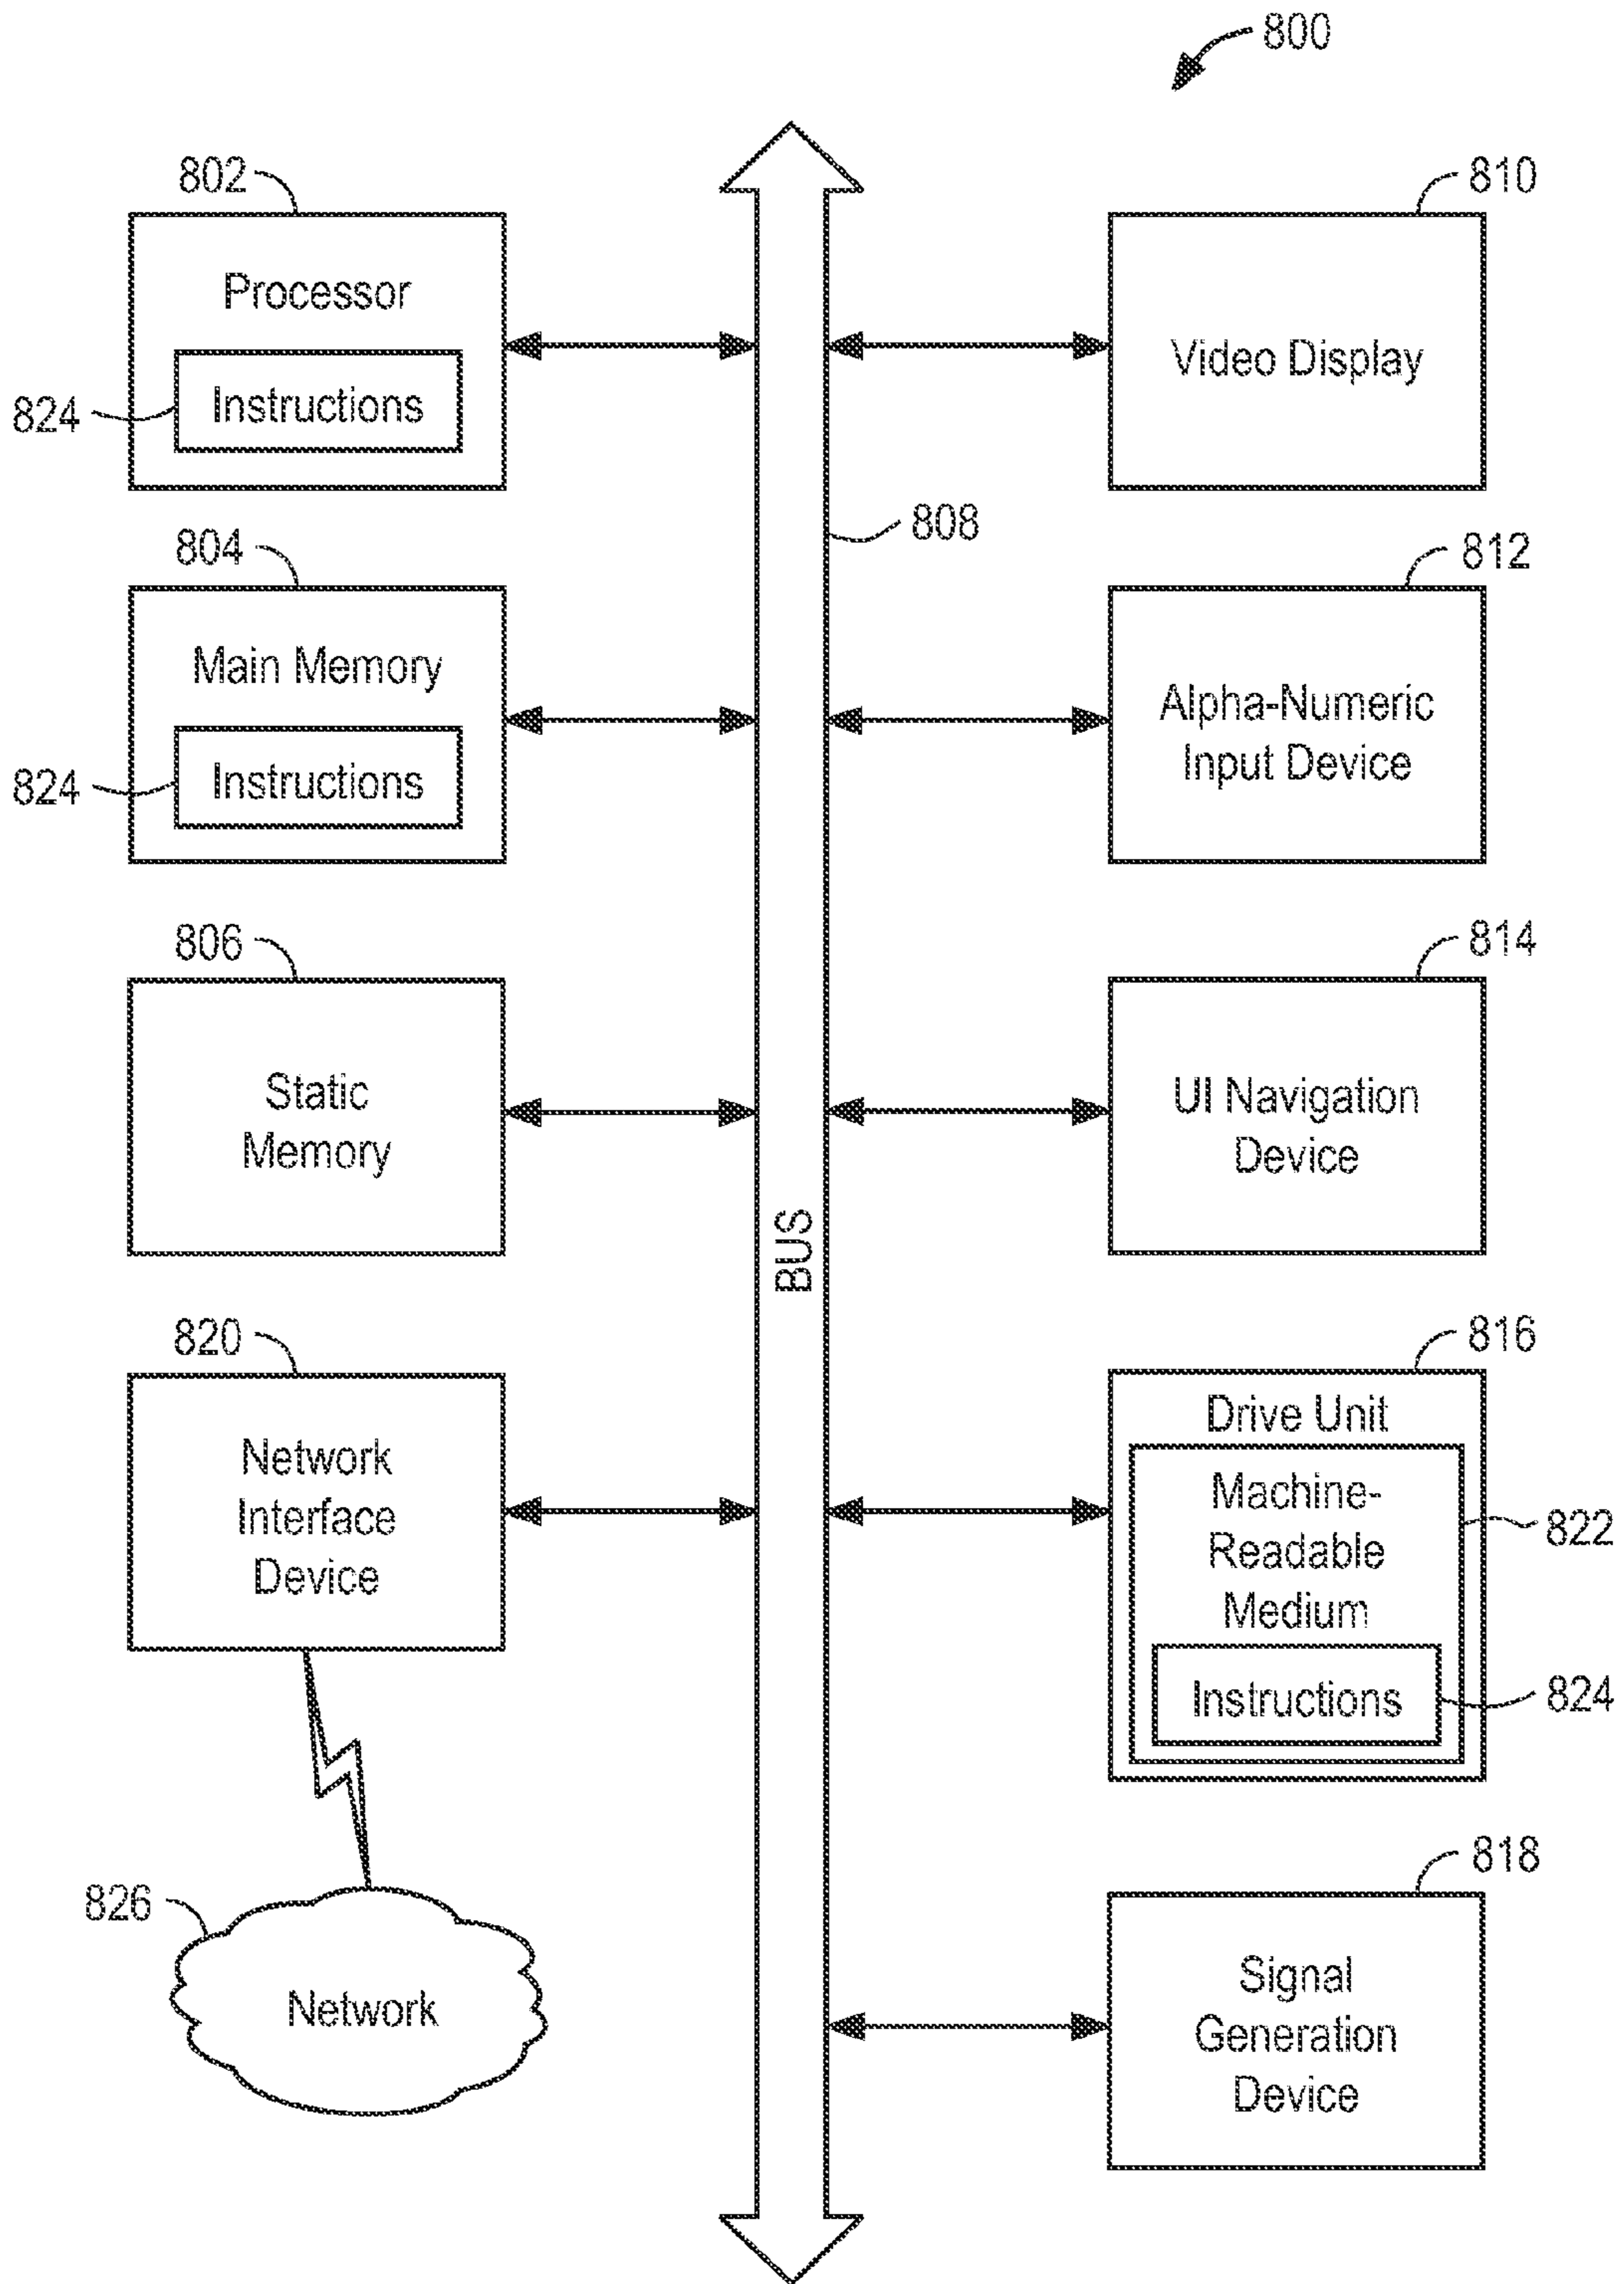 800
802
Processor
824
Instructions
804
Main Memory
824
Instructions
806
Static
Memory
820
Network
Interface
Device
826
Network
808
BUS
810
Video Display
812
Alpha-Numeric
Input Device
814
UI Navigation
Device
816
Drive Unit
Machine-
Readable
Medium
822
Instructions
824
818
Signal
Generation
Device